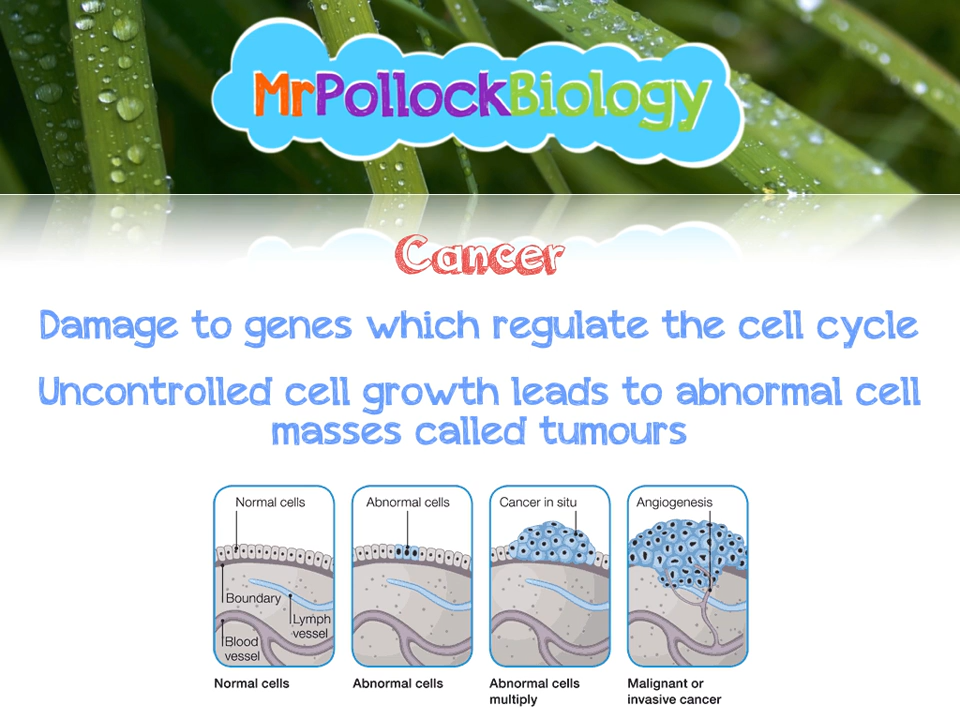 MrPollockBiology
Cancer
Damage to genes which regulate the cell cycle
Uncontrolled cell growth leads to abnormal cell
masses called tumours
Normal cells
Boundary
Lymph
vessel
Blood
vessel
Normal cells
Abnormal cells
Abnormal cells
Cancer in situ
Abnormal cells
multiply
Angiogenesis
Malignant or
invasive cancer